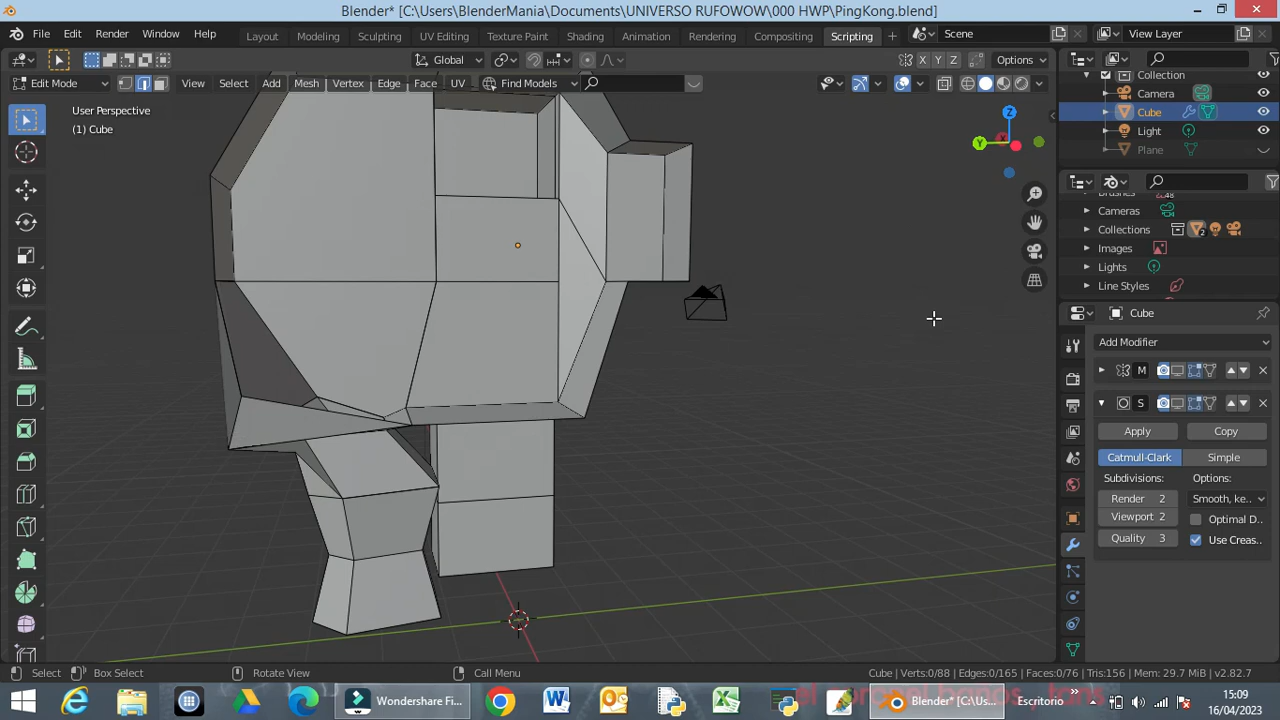 Blender* [C:\Users\BlenderMania\Documents\UNIVERSO RUFOWOW\000 HWP\PingKong.blend]
File Edit Render Window Help Layout Modeling Sculpting UV Editing Texture Paint Shading Animation Rendering Compositing Scripting Scene View Layer
Global X Y Z Options
Edit Mode View Select Add Mesh Vertex Edge Face UV Find Models
User Perspective
(1) Cube
Z
Y
X
Collection
Camera
Cube
Light
Plane
Brushes 48
Cameras
Collections 2
Images
Lights
Line Styles
Cube
Add Modifier
M
S
Apply Copy
Catmull-Clark Simple
Subdivisions: Options:
Render 2 Smooth, ke..
Viewport 2 Optimal D..
Quality 3 Use Creas..
Select Box Select Rotate View Call Menu Cube | Verts:0/88 | Edges:0/165 | Faces:0/76 | Tris:156 | Mem: 29.7 MiB | v2.82.7
Wondershare Fi... Blender* [C:\Us... Escritorio » 15:09
16/04/2023